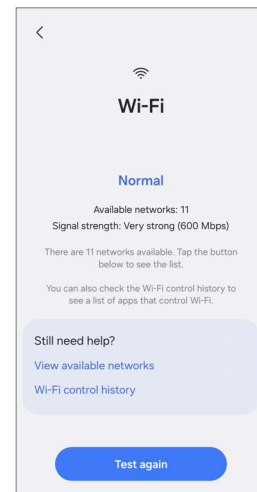 Wi-Fi
Normal
Available networks: 11
Signal strength: Very strong (600 Mbps)
There are 11 networks available. Tap the button
below to see the list.
You can also check the Wi-Fi control history to
see a list of apps that control Wi-Fi.
Still need help?
View available networks
Wi-Fi control history
Test again